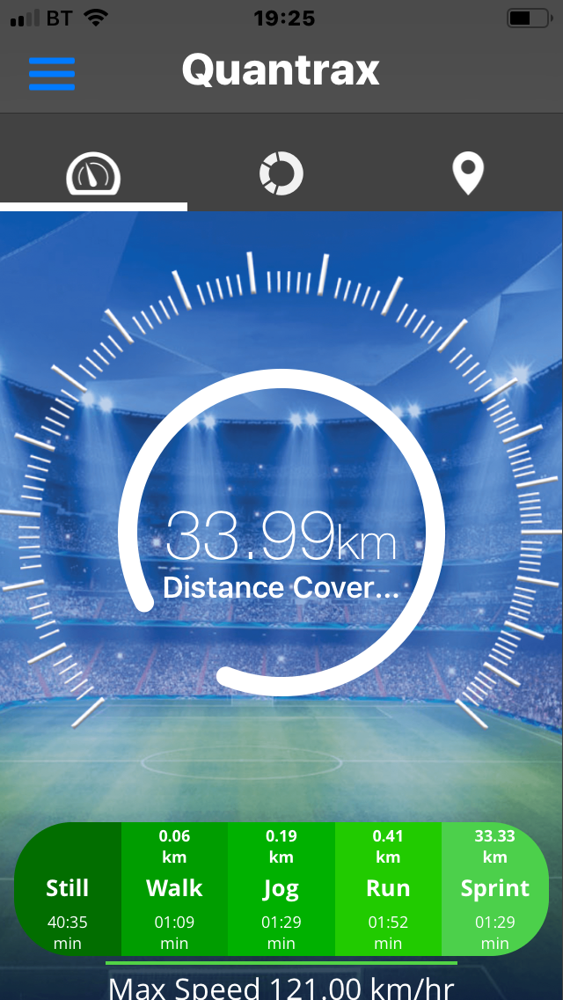 BT 19:25
Quantrax
33.99km
Distance Cover...
0.06 0.19 0.41 33.33
km km km km
Still Walk Jog Run Sprint
40:35 01:09 01:29 01:52 01:29
min min min min min
Max Speed 121.00 km/hr